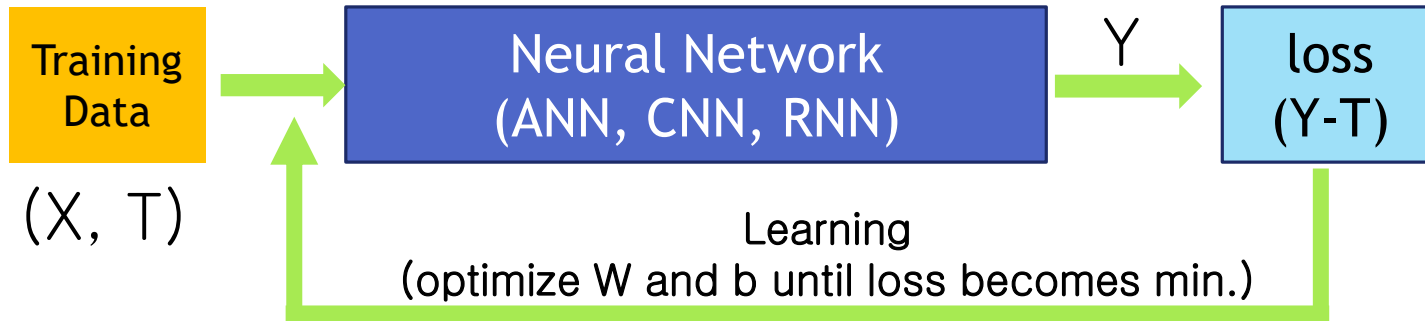 Training
Data
(X, T)
Neural Network
(ANN, CNN, RNN)
Y
loss
(Y-T)
Learning
(optimize W and b until loss becomes min.)